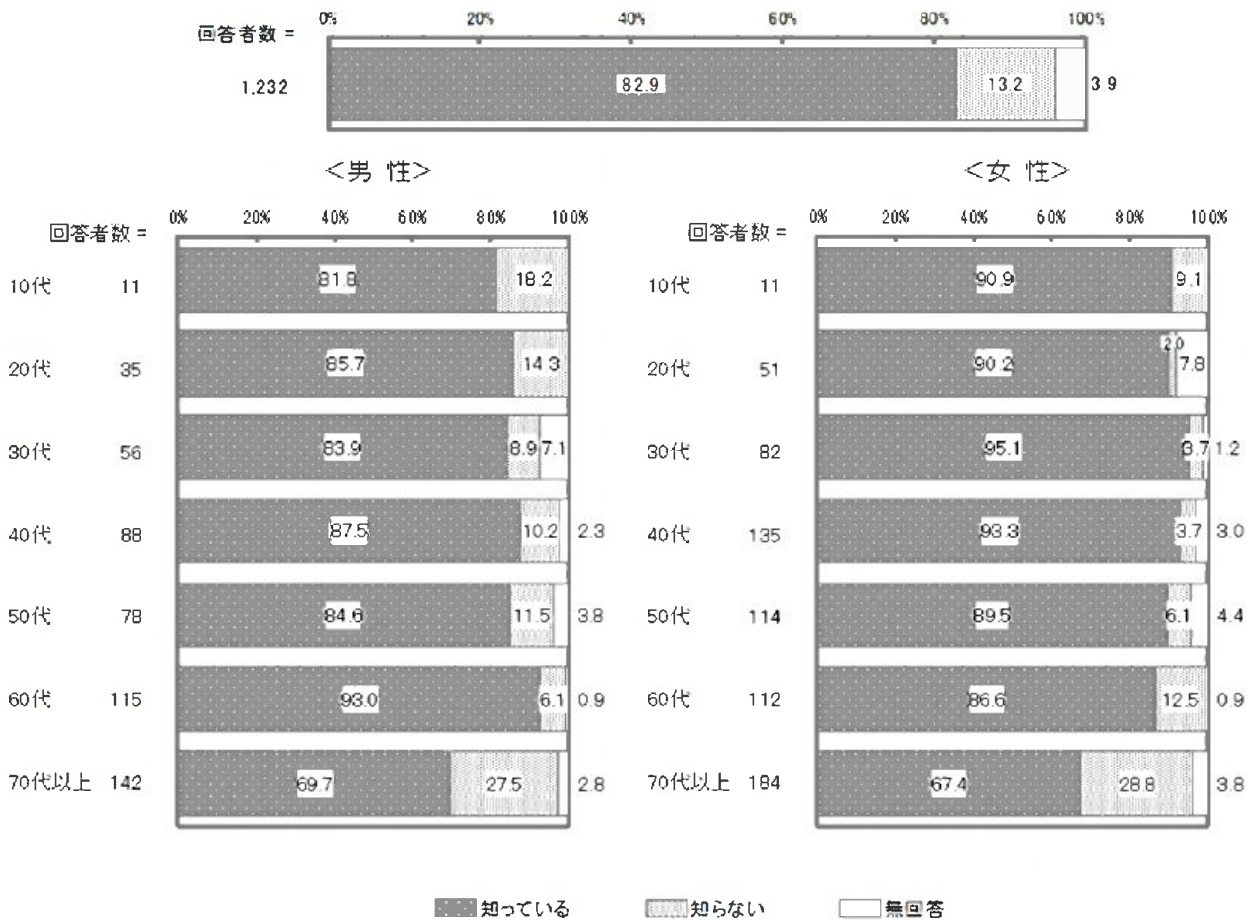 0% 20% 40% 60% 80% 100%
回答者数 =
1,232 82.9 13.2 3.9
<男 性>
0% 20% 40% 60% 80% 100%
回答者数 =
10代 11 81.8 18.2
20代 35 85.7 14.3
30代 56 83.9 8.9 7.1
40代 88 87.5 10.2 2.3
50代 78 84.6 11.5 3.8
60代 115 93.0 6.1 0.9
70代以上 142 69.7 27.5 2.8
<女 性>
0% 20% 40% 60% 80% 100%
回答者数 =
10代 11 90.9 9.1
20代 51 90.2 2.0 7.8
30代 82 95.1 3.7 1.2
40代 135 93.3 3.7 3.0
50代 114 89.5 6.1 4.4
60代 112 86.6 12.5 0.9
70代以上 184 67.4 28.8 3.8
知っている 知らない 無回答